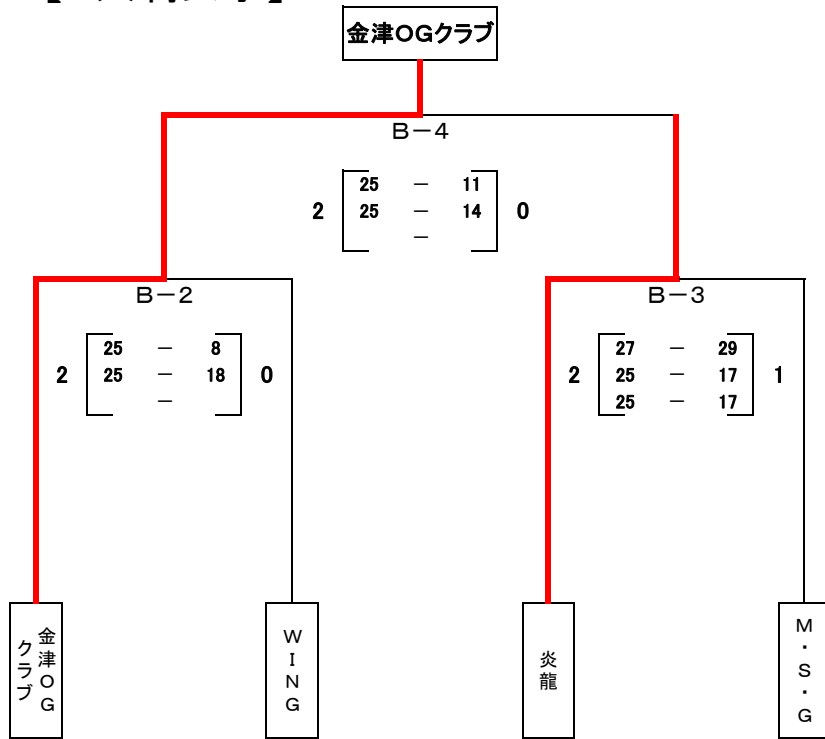 金津OGクラブ
B－4
25 － 11
2 25 － 14 0
－
B－2
25 － 8
2 25 － 18 0
－
B－3
27 － 29
2 25 － 17 1
25 － 17
金津OG
クラブ
WING
炎龍
M・S・G